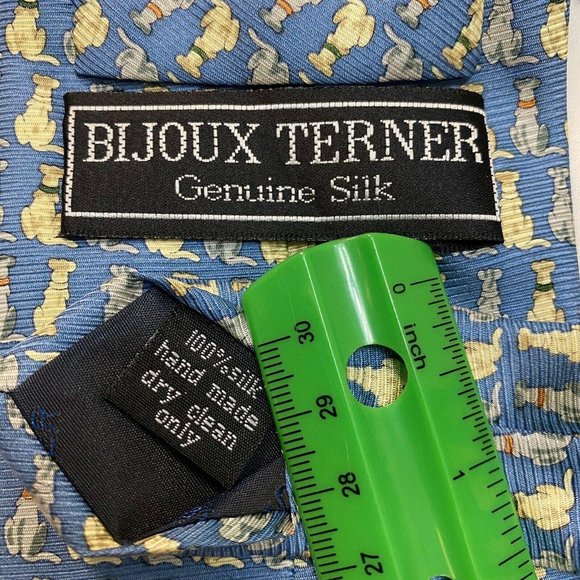 BIJOUX TERNER
Genuine Silk
100% silk
hand made
dry clean
only
0
inch
1
30
29
28
27